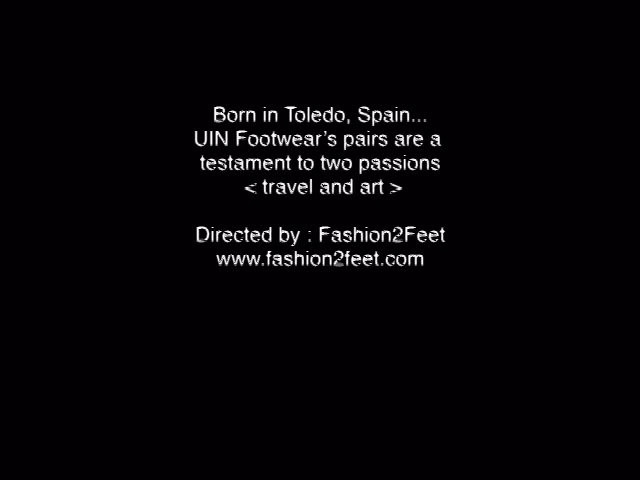 Born in Toledo, Spain...
UIN Footwear's pairs are a
testament to two passions
< travel and art >
Directed by : Fashion2Feet
www.fashion2feet.com